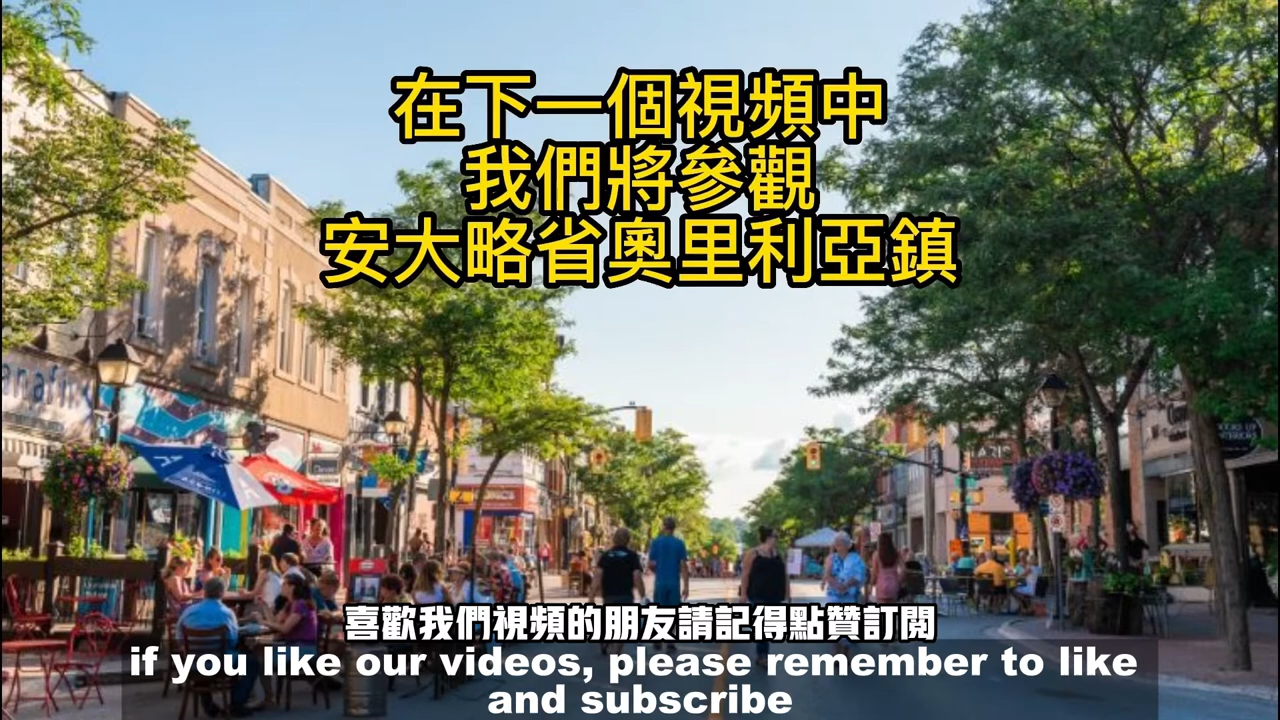 在下一個視頻中
我們將參觀
安大略省奧里利亞鎮
喜歡我們視頻的朋友請記得點贊訂閱
if you like our videos, please remember to like
and subscribe